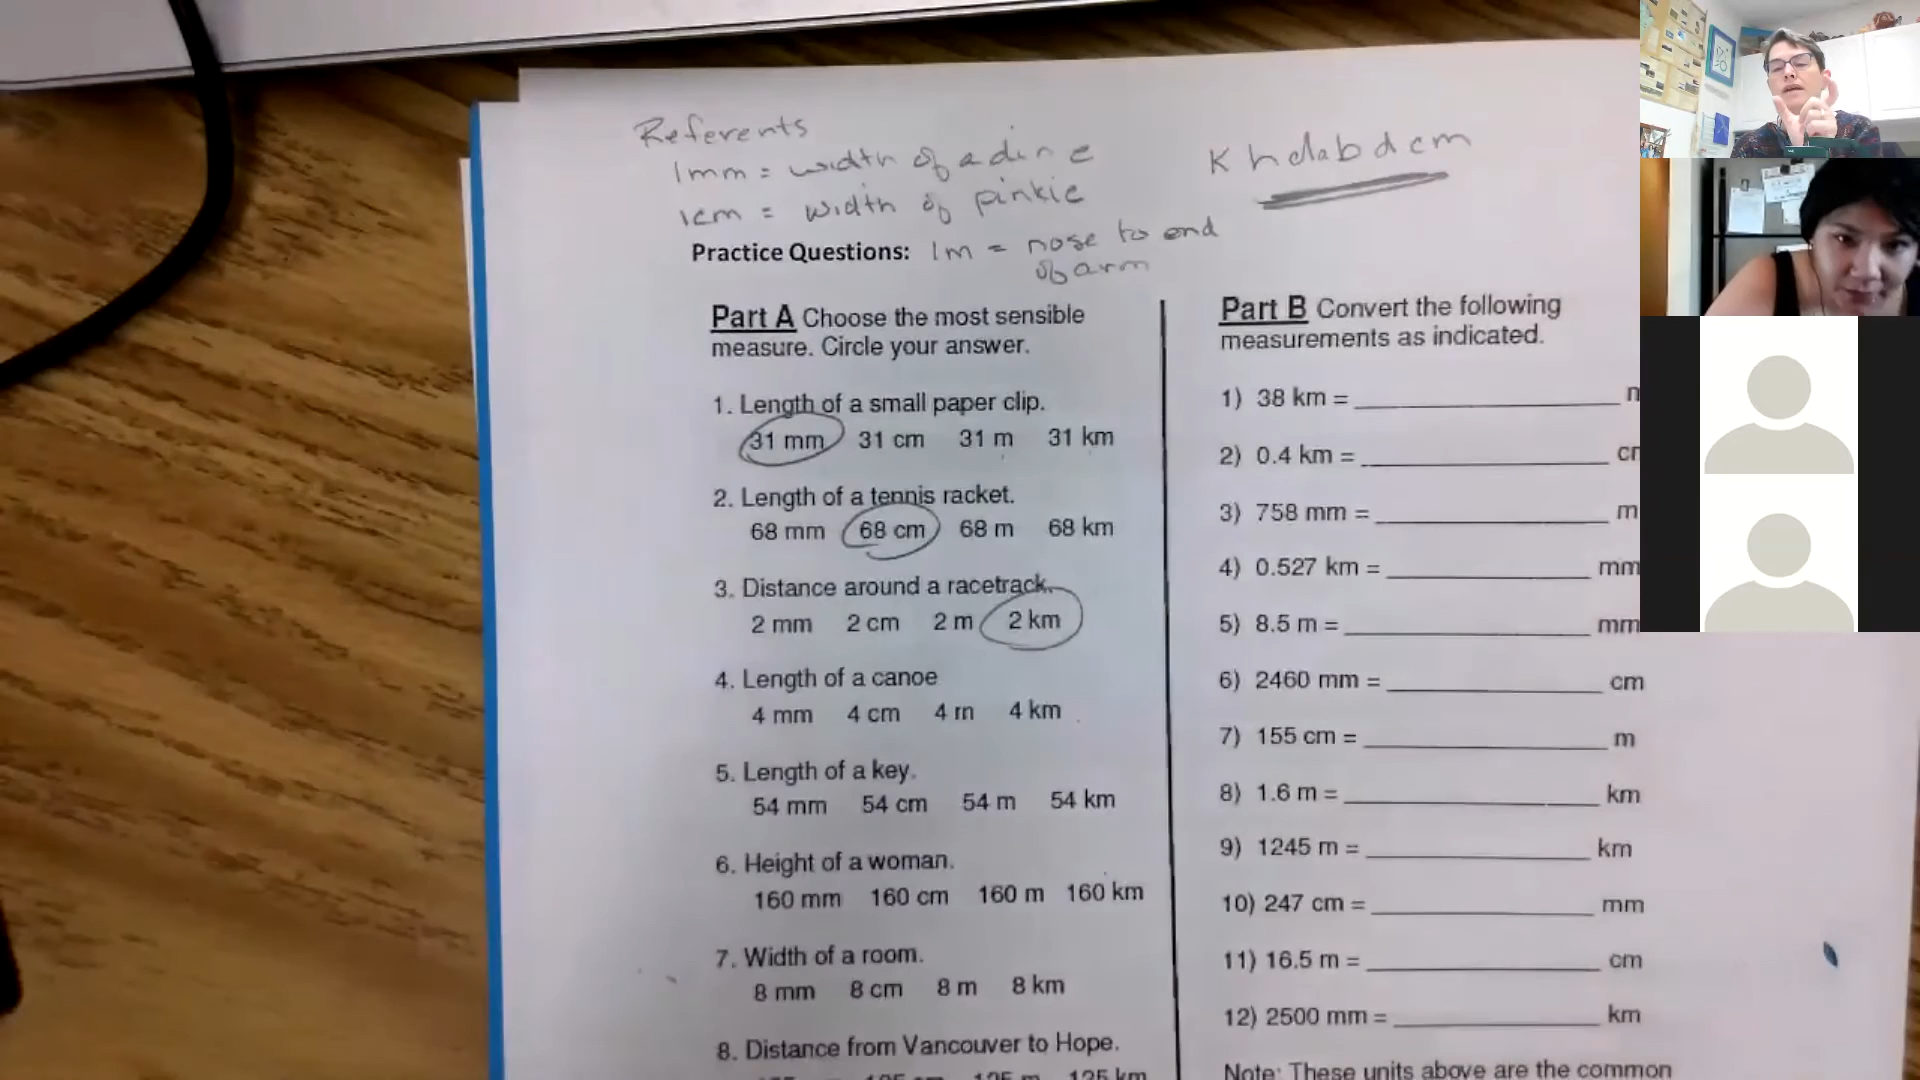 Referents
1mm = width of a dime
1cm = width of pinkie
K hdabdcm
Practice Questions: 1m = nose to end
of arm
Part A Choose the most sensible
measure. Circle your answer.
1. Length of a small paper clip.
31 mm 31 cm 31 m 31 km
2. Length of a tennis racket.
68 mm 68 cm 68 m 68 km
3. Distance around a racetrack.
2 mm 2 cm 2 m 2 km
4. Length of a canoe
4 mm 4 cm 4 m 4 km
5. Length of a key.
54 mm 54 cm 54 m 54 km
6. Height of a woman.
160 mm 160 cm 160 m 160 km
7. Width of a room.
8 mm 8 cm 8 m 8 km
8. Distance from Vancouver to Hope.
125 km
Part B Convert the following
measurements as indicated.
1) 38 km =
2) 0.4 km =
3) 758 mm = m
4) 0.527 km = mm
5) 8.5 m = mm
6) 2460 mm = cm
7) 155 cm = m
8) 1.6 m = km
9) 1245 m = km
10) 247 cm = mm
11) 16.5 m = cm
12) 2500 mm = km
Note: These units above are the common